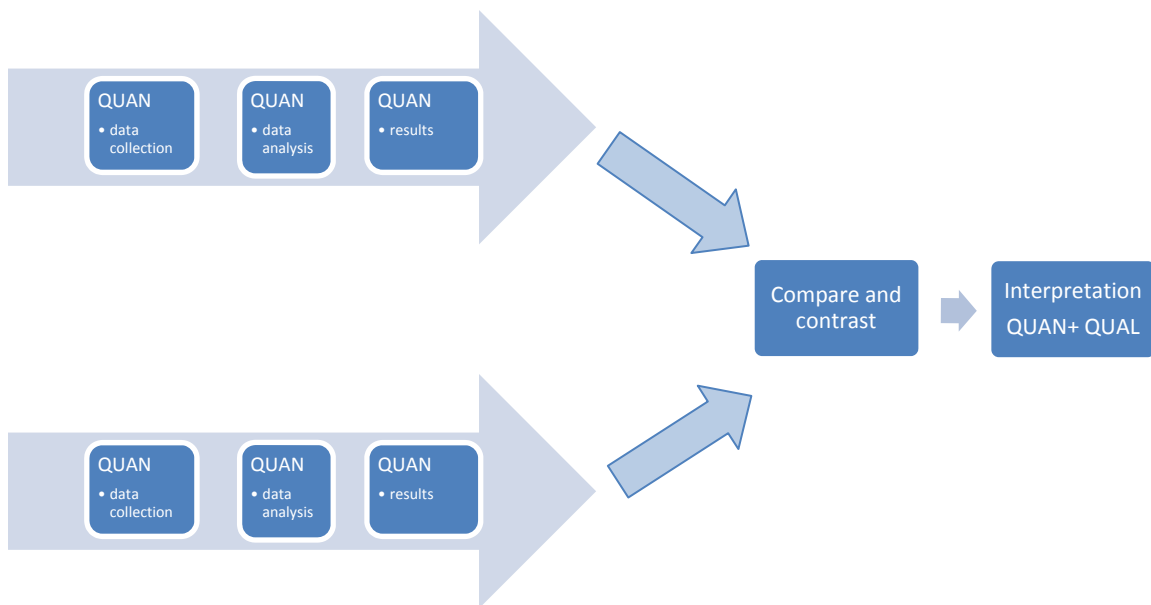 QUAN
• data
collection
QUAN
• data
analysis
QUAN
• results
Compare and
contrast
Interpretation
QUAN+ QUAL
QUAN
• data
collection
QUAN
• data
analysis
QUAN
• results